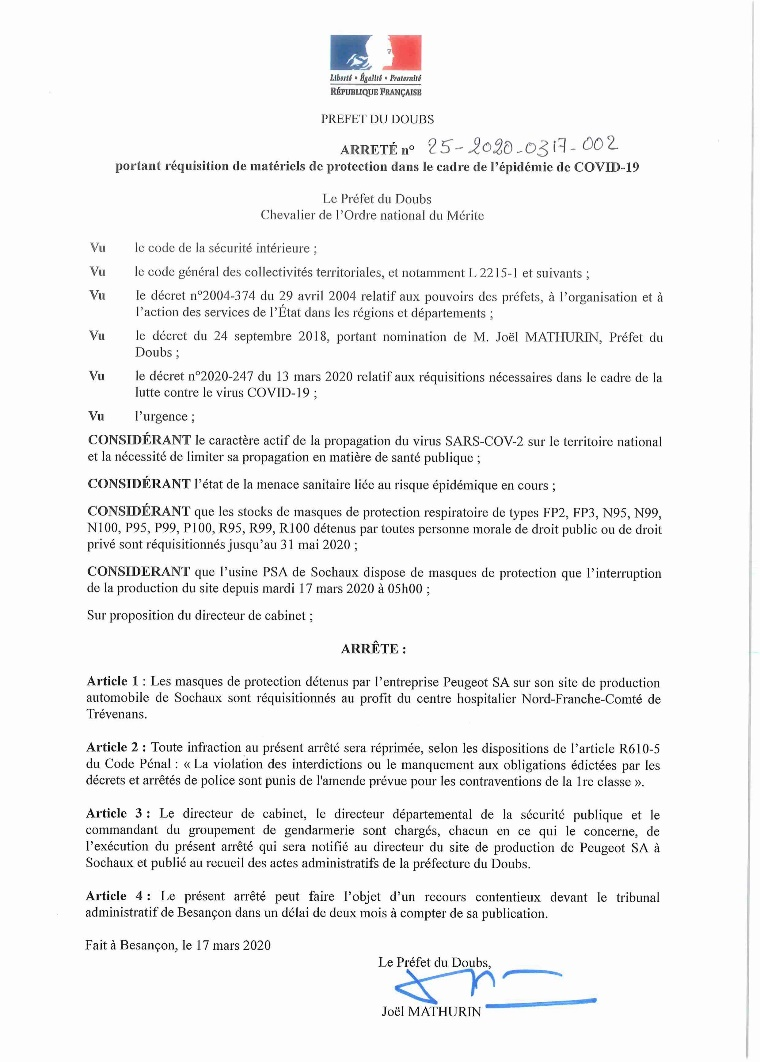 Liberté • Égalité • Fraternité
RÉPUBLIQUE FRANÇAISE
PREFET DU DOUBS
ARRETÉ n° 25-2020-0317-002
portant réquisition de matériels de protection dans le cadre de l'épidémie de COVID-19
Le Préfet du Doubs
Chevalier de l'Ordre national du Mérite
Vu le code de la sécurité intérieure ;
Vu le code général des collectivités territoriales, et notamment L 2215-1 et suivants ;
Vu le décret n°2004-374 du 29 avril 2004 relatif aux pouvoirs des préfets, à l'organisation et à
l'action des services de l'État dans les régions et départements ;
Vu le décret du 24 septembre 2018, portant nomination de M. Joël MATHURIN, Préfet du
Doubs ;
Vu le décret n°2020-247 du 13 mars 2020 relatif aux réquisitions nécessaires dans le cadre de la
lutte contre le virus COVID-19 ;
Vu l'urgence ;
CONSIDÉRANT le caractère actif de la propagation du virus SARS-COV-2 sur le territoire national
et la nécessité de limiter sa propagation en matière de santé publique ;
CONSIDÉRANT l'état de la menace sanitaire liée au risque épidémique en cours ;
CONSIDÉRANT que les stocks de masques de protection respiratoire de types FP2, FP3, N95, N99,
N100, P95, P99, P100, R95, R99, R100 détenus par toutes personne morale de droit public ou de droit
privé sont réquisitionnés jusqu'au 31 mai 2020 ;
CONSIDERANT que l'usine PSA de Sochaux dispose de masques de protection que l'interruption
de la production du site depuis mardi 17 mars 2020 à 05h00 ;
Sur proposition du directeur de cabinet ;
ARRÊTE :
Article 1 : Les masques de protection détenus par l'entreprise Peugeot SA sur son site de production
automobile de Sochaux sont réquisitionnés au profit du centre hospitalier Nord-Franche-Comté de
Trévenans.
Article 2 : Toute infraction au présent arrêté sera réprimée, selon les dispositions de l'article R610-5
du Code Pénal : « La violation des interdictions ou le manquement aux obligations édictées par les
décrets et arrêtés de police sont punis de l'amende prévue pour les contraventions de la 1re classe ».
Article 3 : Le directeur de cabinet, le directeur départemental de la sécurité publique et le
commandant du groupement de gendarmerie sont chargés, chacun en ce qui le concerne, de
l'exécution du présent arrêté qui sera notifié au directeur du site de production de Peugeot SA à
Sochaux et publié au recueil des actes administratifs de la préfecture du Doubs.
Article 4 : Le présent arrêté peut faire l'objet d'un recours contentieux devant le tribunal
administratif de Besançon dans un délai de deux mois à compter de sa publication.
Fait à Besançon, le 17 mars 2020
Le Préfet du Doubs,
Joël MATHURIN